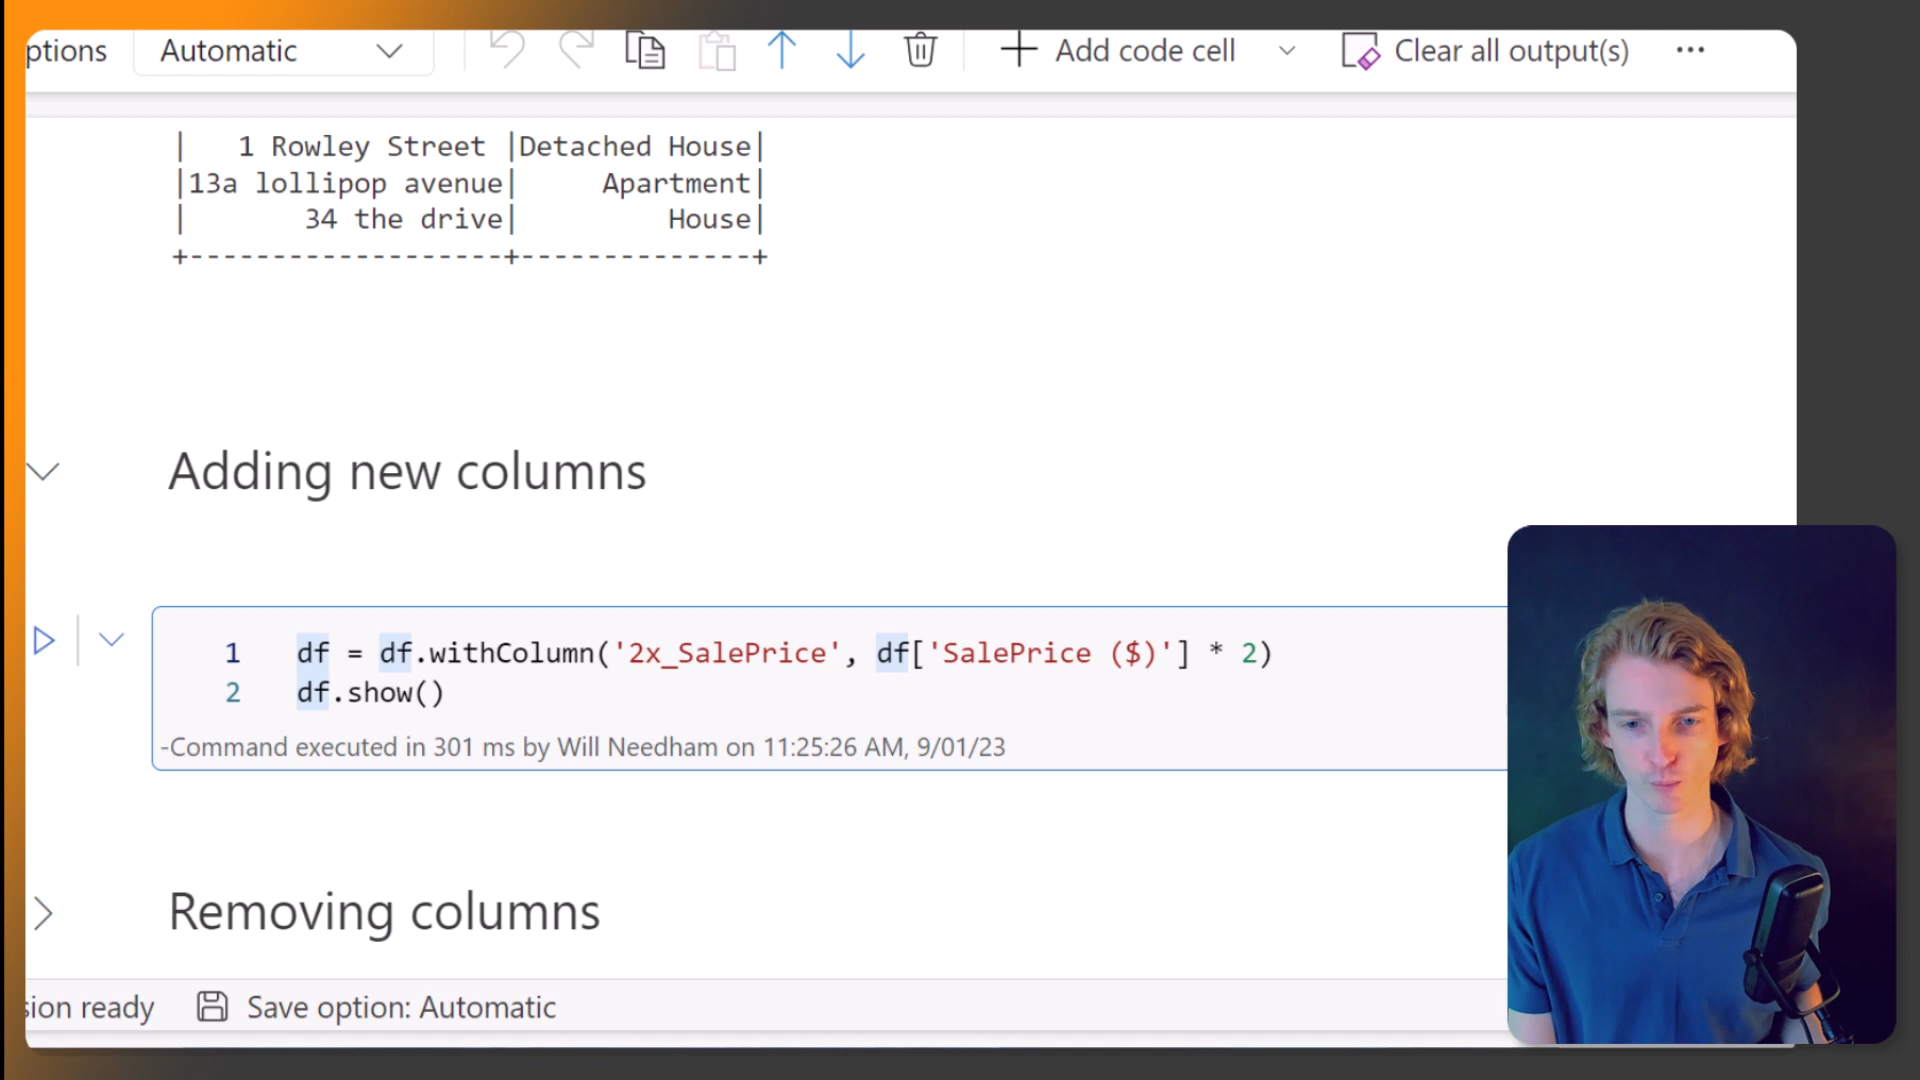 ptions Automatic Add code cell Clear all output(s) ...
| 1 Rowley Street |Detached House|
|13a lollipop avenue| Apartment|
| 34 the drive| House|
+-------------------+--------------+
Adding new columns
1 df = df.withColumn('2x_SalePrice', df['SalePrice ($)'] * 2)
2 df.show()
-Command executed in 301 ms by Will Needham on 11:25:26 AM, 9/01/23
Removing columns
sion ready Save option: Automatic